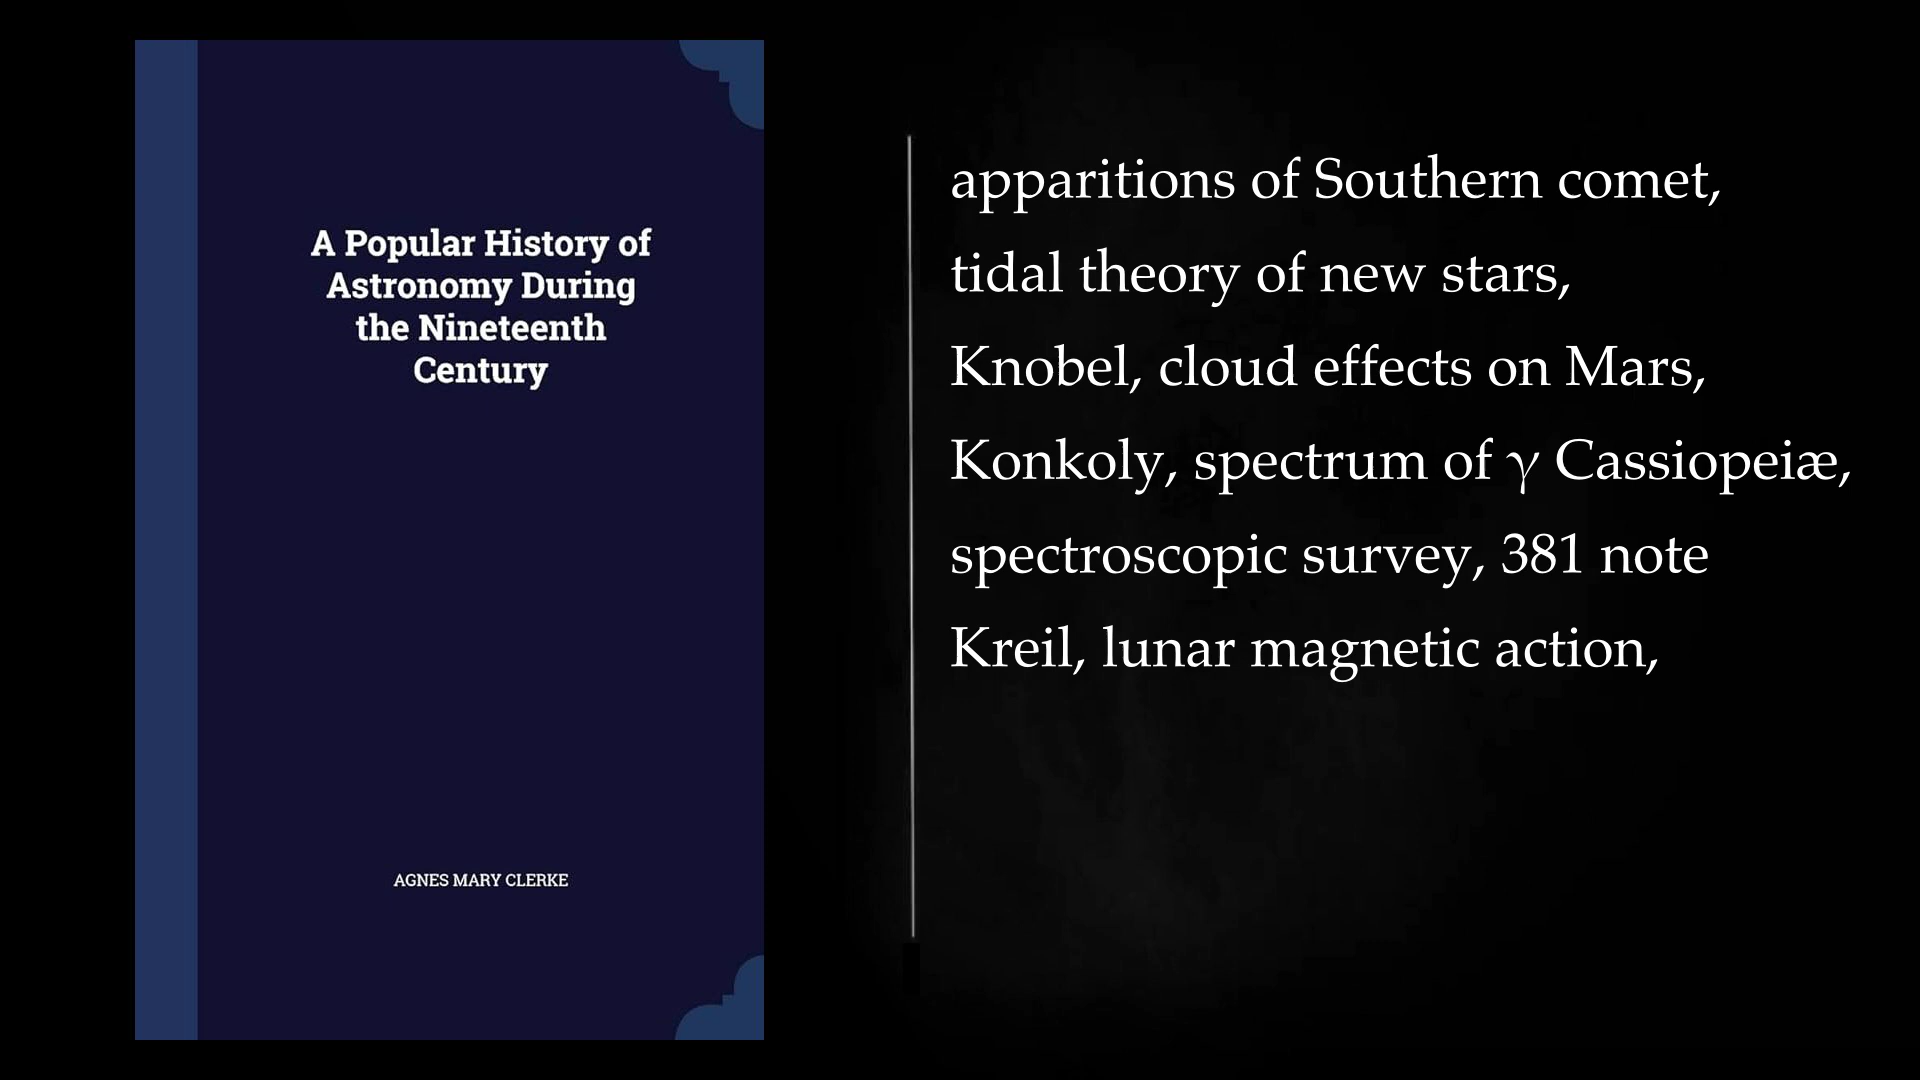 A Popular History of
Astronomy During
the Nineteenth
Century
AGNES MARY CLERKE
apparitions of Southern comet,
tidal theory of new stars,
Knobel, cloud effects on Mars,
Konkoly, spectrum of γ Cassiopeiæ,
spectroscopic survey, 381 note
Kreil, lunar magnetic action,